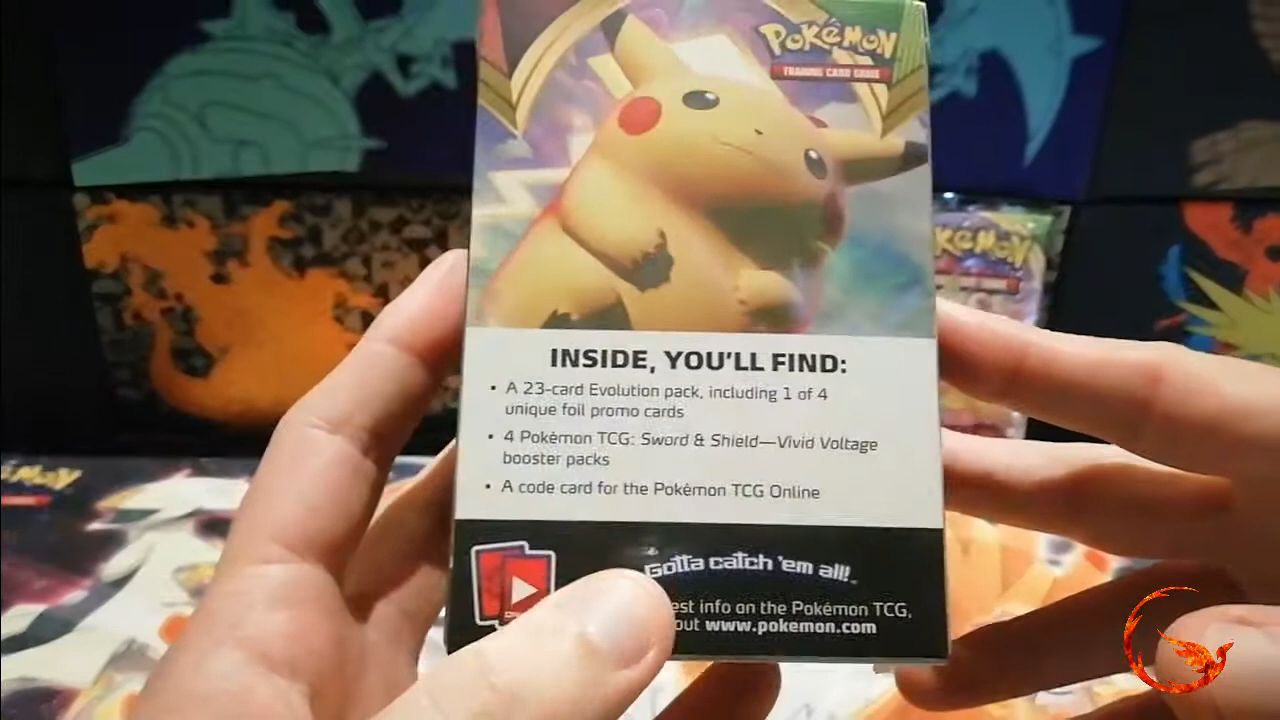 POKéMON
TRADING CARD GAME
INSIDE, YOU'LL FIND:
• A 23-card Evolution pack, including 1 of 4
unique foil promo cards
• 4 Pokémon TCG: Sword & Shield—Vivid Voltage
booster packs
• A code card for the Pokémon TCG Online
Gotta catch 'em all!
info on the Pokémon TCG,
www.pokemon.com